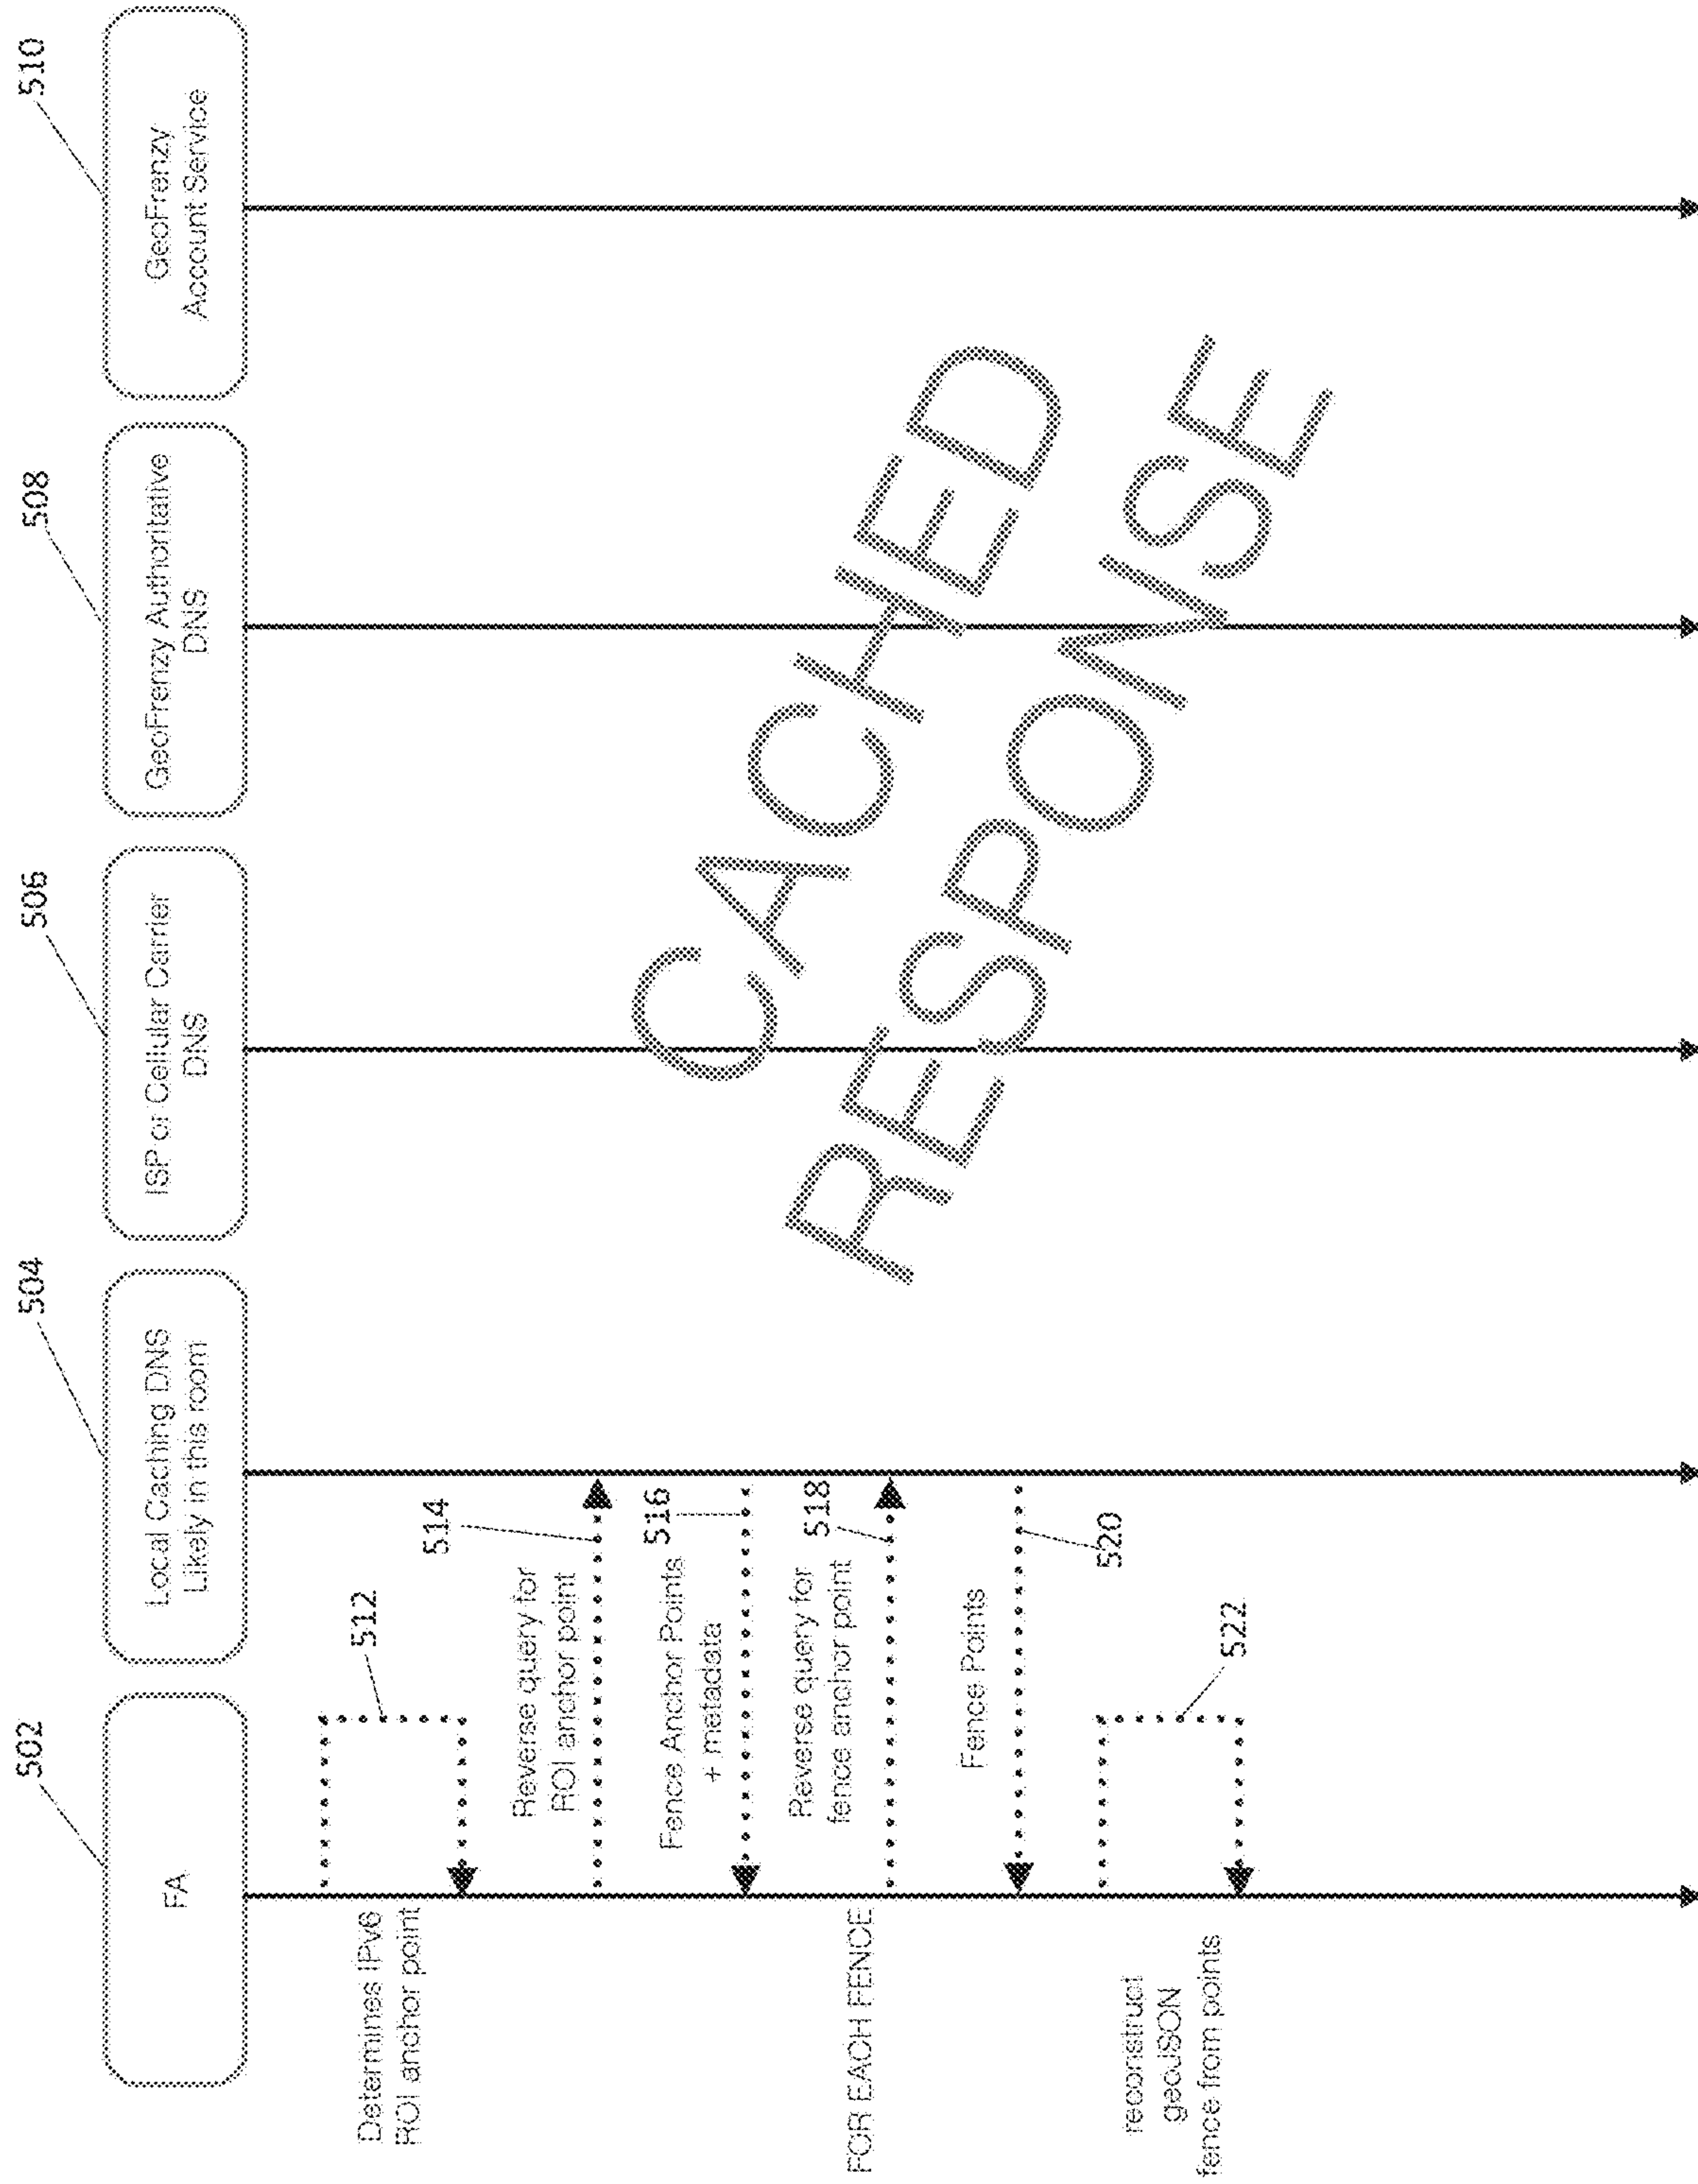 502
FA
504
Local Caching DNS
Likely in this room
506
ISP or Cellular Carrier
DNS
508
GeoFrenzy Authoritative
DNS
510
GeoFrenzy
Account Service
Determines IPv6
ROI anchor point
512
Reverse query for
ROI anchor point
514
Fence Anchor Points
+ metadata
516
FOR EACH FENCE
Reverse query for
fence anchor point
518
Fence Points
520
reconstruct
geoJSON
fence from points
522
CACHED
RESPONSE